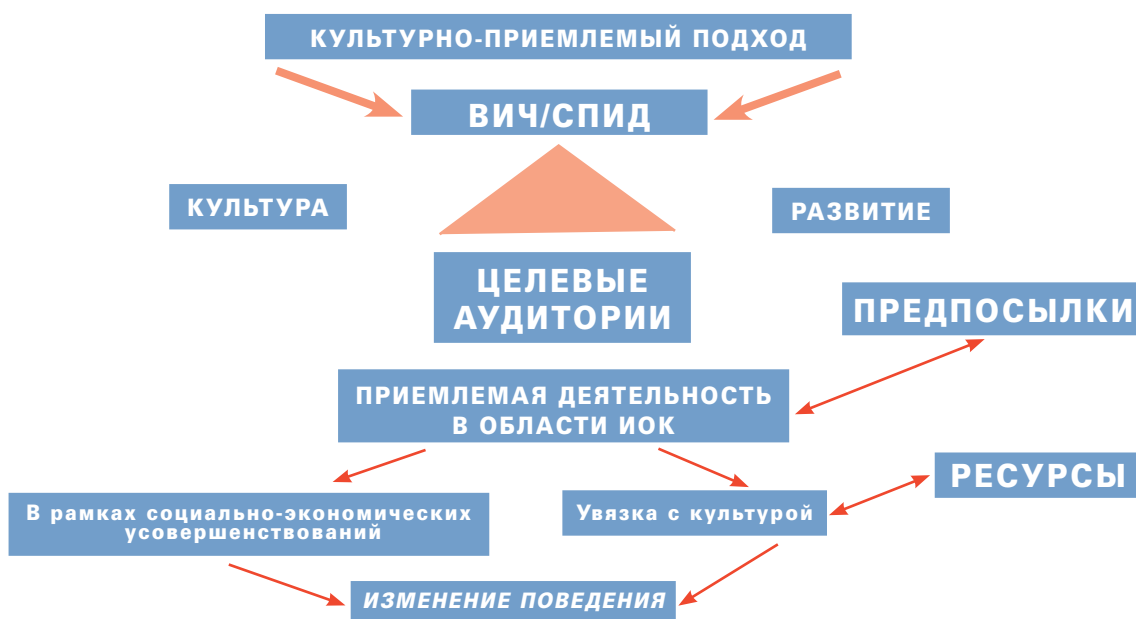 КУЛЬТУРНО-ПРИЕМЛЕМЫЙ ПОДХОД
ВИЧ/СПИД
КУЛЬТУРА
РАЗВИТИЕ
ЦЕЛЕВЫЕ
АУДИТОРИИ
ПРЕДПОСЫЛКИ
ПРИЕМЛЕМАЯ ДЕЯТЕЛЬНОСТЬ
В ОБЛАСТИ ИОК
РЕСУРСЫ
В рамках социально-экономических
усовершенствований
Увязка с культурой
ИЗМЕНЕНИЕ ПОВЕДЕНИЯ